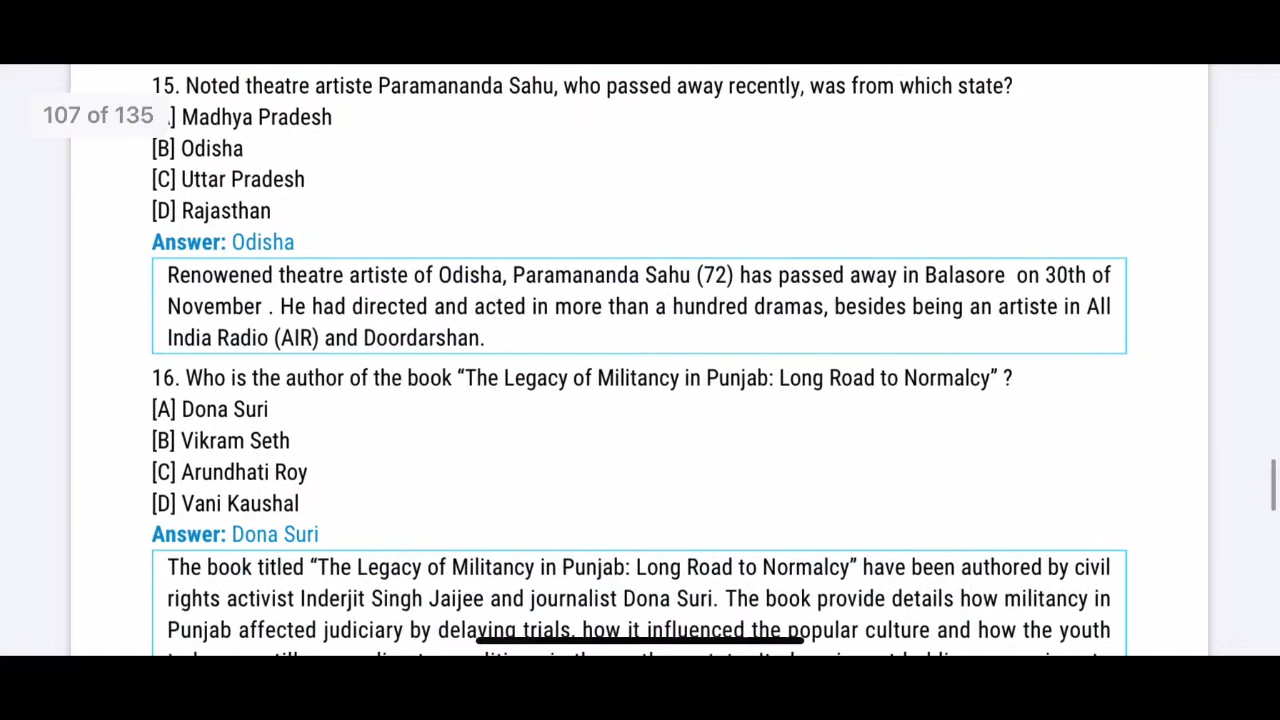 15. Noted theatre artiste Paramananda Sahu, who passed away recently, was from which state?
107 of 135
] Madhya Pradesh
[B] Odisha
[C] Uttar Pradesh
[D] Rajasthan
Answer: Odisha
Renowened theatre artiste of Odisha, Paramananda Sahu (72) has passed away in Balasore on 30th of
November . He had directed and acted in more than a hundred dramas, besides being an artiste in All
India Radio (AIR) and Doordarshan.
16. Who is the author of the book “The Legacy of Militancy in Punjab: Long Road to Normalcy” ?
[A] Dona Suri
[B] Vikram Seth
[C] Arundhati Roy
[D] Vani Kaushal
Answer: Dona Suri
The book titled “The Legacy of Militancy in Punjab: Long Road to Normalcy” have been authored by civil
rights activist Inderjit Singh Jaijee and journalist Dona Suri. The book provide details how militancy in
Punjab affected judiciary by delaying trials, how it influenced the popular culture and how the youth